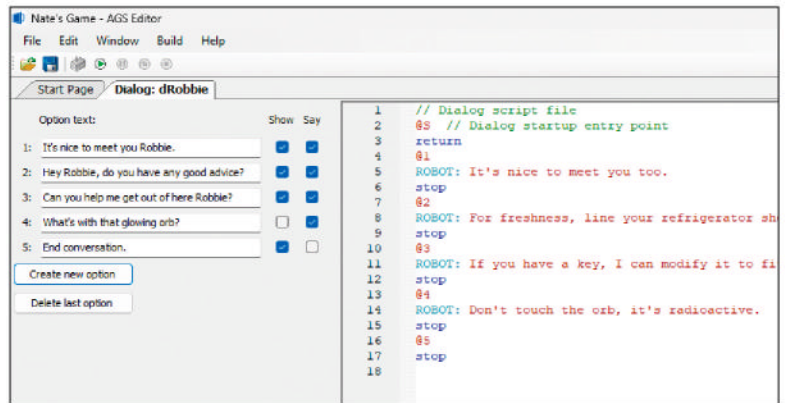 Nate's Game - AGS Editor
File Edit Window Build Help
Start Page Dialog: dRobbie
Option text: Show Say
1: It's nice to meet you Robbie.
2: Hey Robbie, do you have any good advice?
3: Can you help me get out of here Robbie?
4: What's with that glowing orb?
5: End conversation.
Create new option
Delete last option
1 // Dialog script file
2 @S // Dialog startup entry point
3 return
4 @1
5 ROBOT: It's nice to meet you too.
6 stop
7 @2
8 ROBOT: For freshness, line your refrigerator sh
9 stop
10 @3
11 ROBOT: If you have a key, I can modify it to fi
12 stop
13 @4
14 ROBOT: Don't touch the orb, it's radioactive.
15 stop
16 @5
17 stop
18